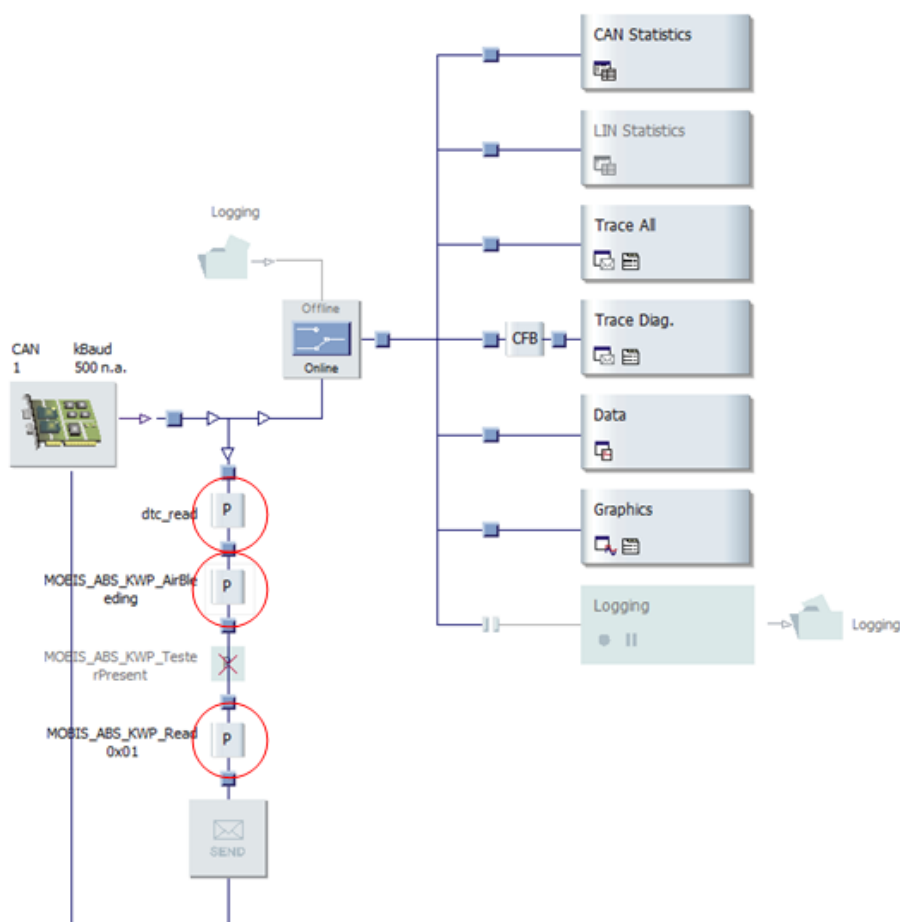 CAN Statistics
LIN Statistics
Logging
Trace All
Offline
Online
CFB
Trace Diag.
CAN kBaud
1 500 n.a.
Data
dtc_read
P
Graphics
MOBIS_ABS_KWP_AirBle
eding
P
Logging
Logging
MOBIS_ABS_KWP_Teste
rPresent
P
MOBIS_ABS_KWP_Read
0x01
P
SEND